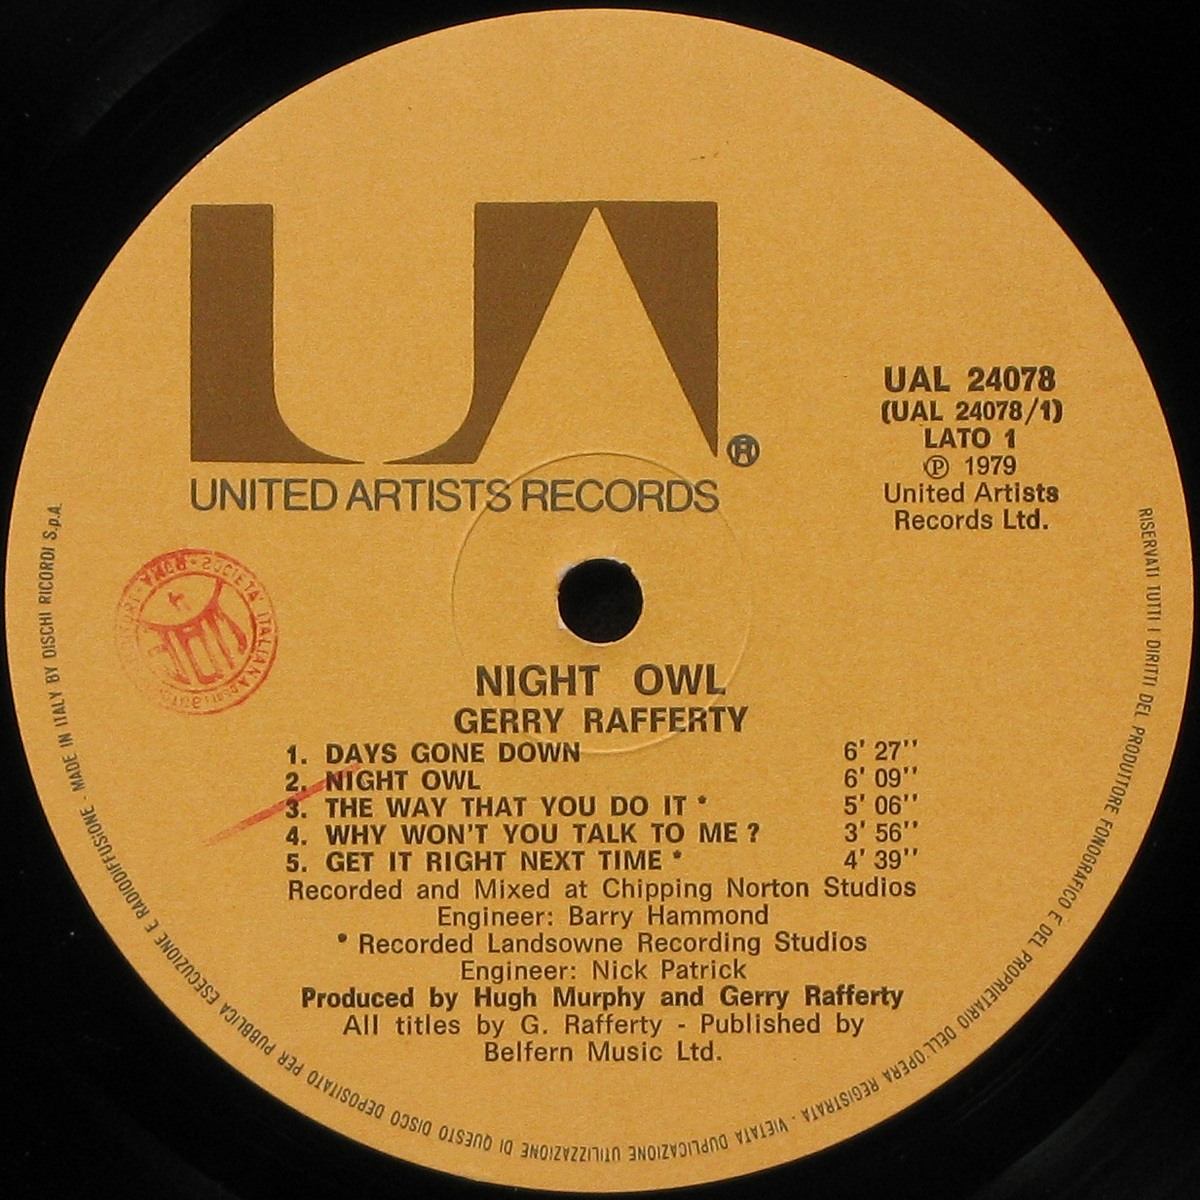 UA
®
UNITED ARTISTS RECORDS
UAL 24078
(UAL 24078/1)
LATO 1
℗ 1979
United Artists
Records Ltd.
NIGHT OWL
GERRY RAFFERTY
1. DAYS GONE DOWN 6' 27''
2. NIGHT OWL 6' 09''
3. THE WAY THAT YOU DO IT * 5' 06''
4. WHY WON'T YOU TALK TO ME ? 3' 56''
5. GET IT RIGHT NEXT TIME * 4' 39''
Recorded and Mixed at Chipping Norton Studios
Engineer: Barry Hammond
* Recorded Landsowne Recording Studios
Engineer: Nick Patrick
Produced by Hugh Murphy and Gerry Rafferty
All titles by G. Rafferty - Published by
Belfern Music Ltd.
RISERVATI TUTTI I DIRITTI DEL PRODUTTORE FONOGRAFICO E DEL PROPRIETARIO DELL'OPERA REGISTRATA - VIETATA DUPLICAZIONE UTILIZZAZIONE DI QUESTO DISCO DEPOSITATO PER PUBBLICA ESECUZIONE E RADIODIFFUSIONE - MADE IN ITALY BY DISCHI RICORDI S.p.A.
ROMA - SOCIETA' ITALIANA